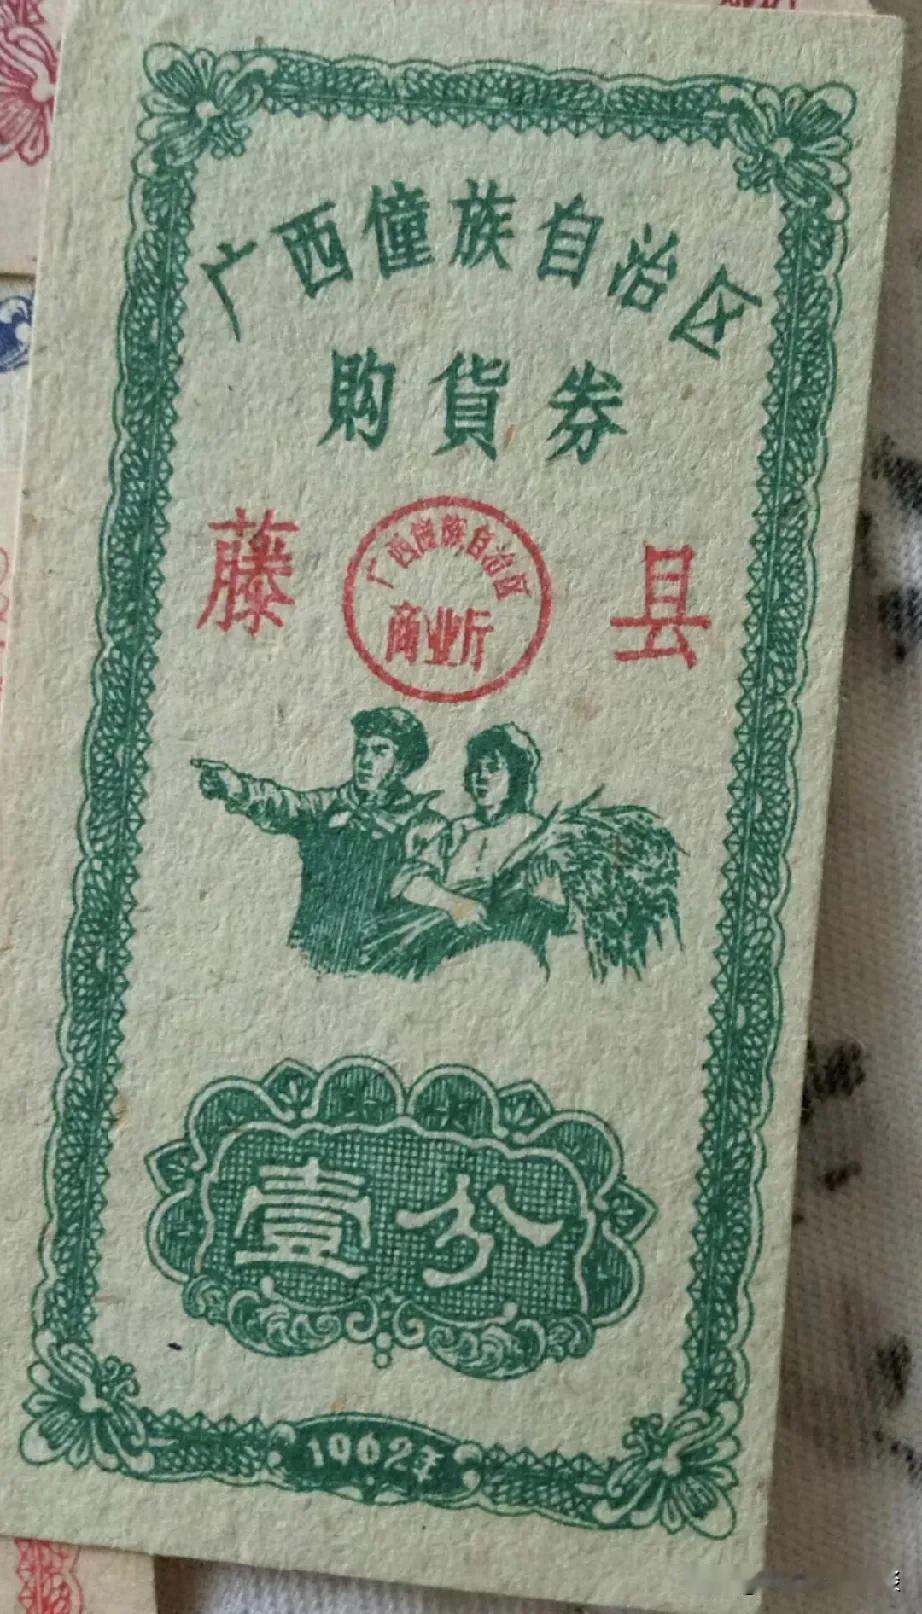 广西僮族自治区
购貨券
藤 县
广西僮族自治区
商业厅
壹分
1962年